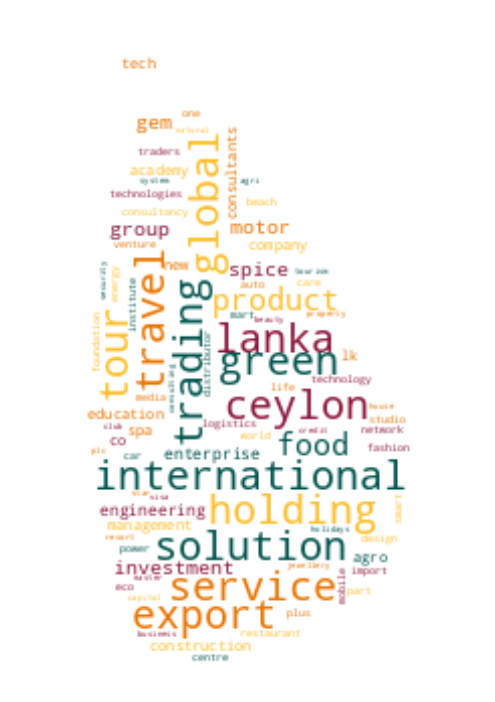 tech
one
gem
natural
traders
consultants
global
academy
system
agri
technologies
beach
consultancy
group
motor
venture
company
travel
new
spice
tourism
security
energy
institute
trading
auto
care
product
tour
mart
beauty
property
foundation
distributor
lanka
green
lk
consulting
technology
life
media
ceylon
house
education
studio
club
spa
logistics
credit
network
co
world
food
fashion
plc
car
enterprise
international
star
visa
engineering
holding
smart
management
holidays
resort
power
solution
design
agro
investment
jewellery
import
master
eco
service
mobile
part
capital
export
plus
business
restaurant
construction
centre